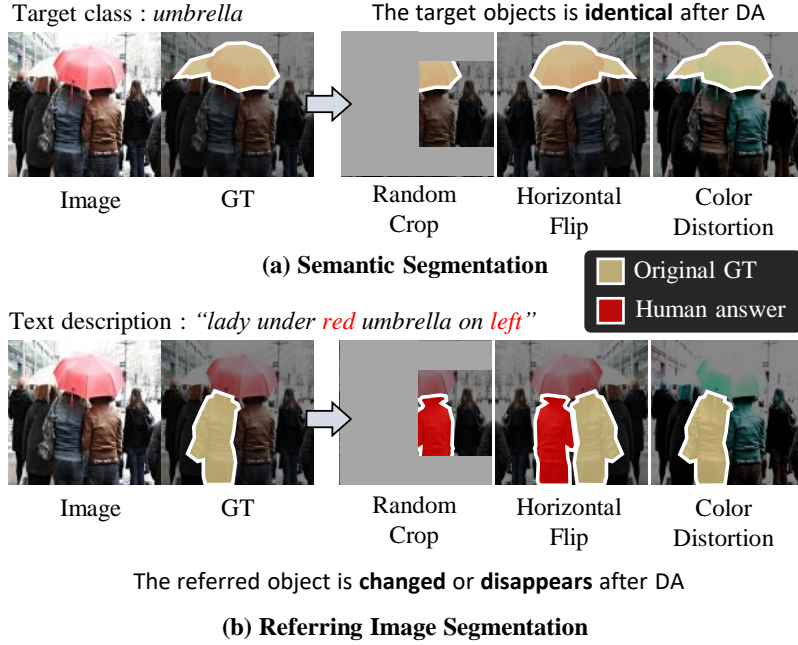 Target class : umbrella
The target objects is identical after DA
Image
GT
Random Crop
Horizontal Flip
Color Distortion
(a) Semantic Segmentation
Original GT
Human answer
Text description : “lady under red umbrella on left”
Image
GT
Random Crop
Horizontal Flip
Color Distortion
The referred object is changed or disappears after DA
(b) Referring Image Segmentation